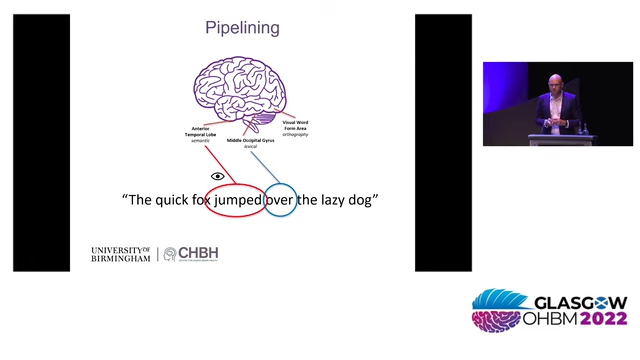 Pipelining
Anterior
Temporal Lobe
semantic
Middle Occipital Gyrus
lexical
Visual Word
Form Area
orthography
“The quick fox jumped over the lazy dog”
UNIVERSITY OF
BIRMINGHAM
CHBH
GLASGOW
OHBM 2022